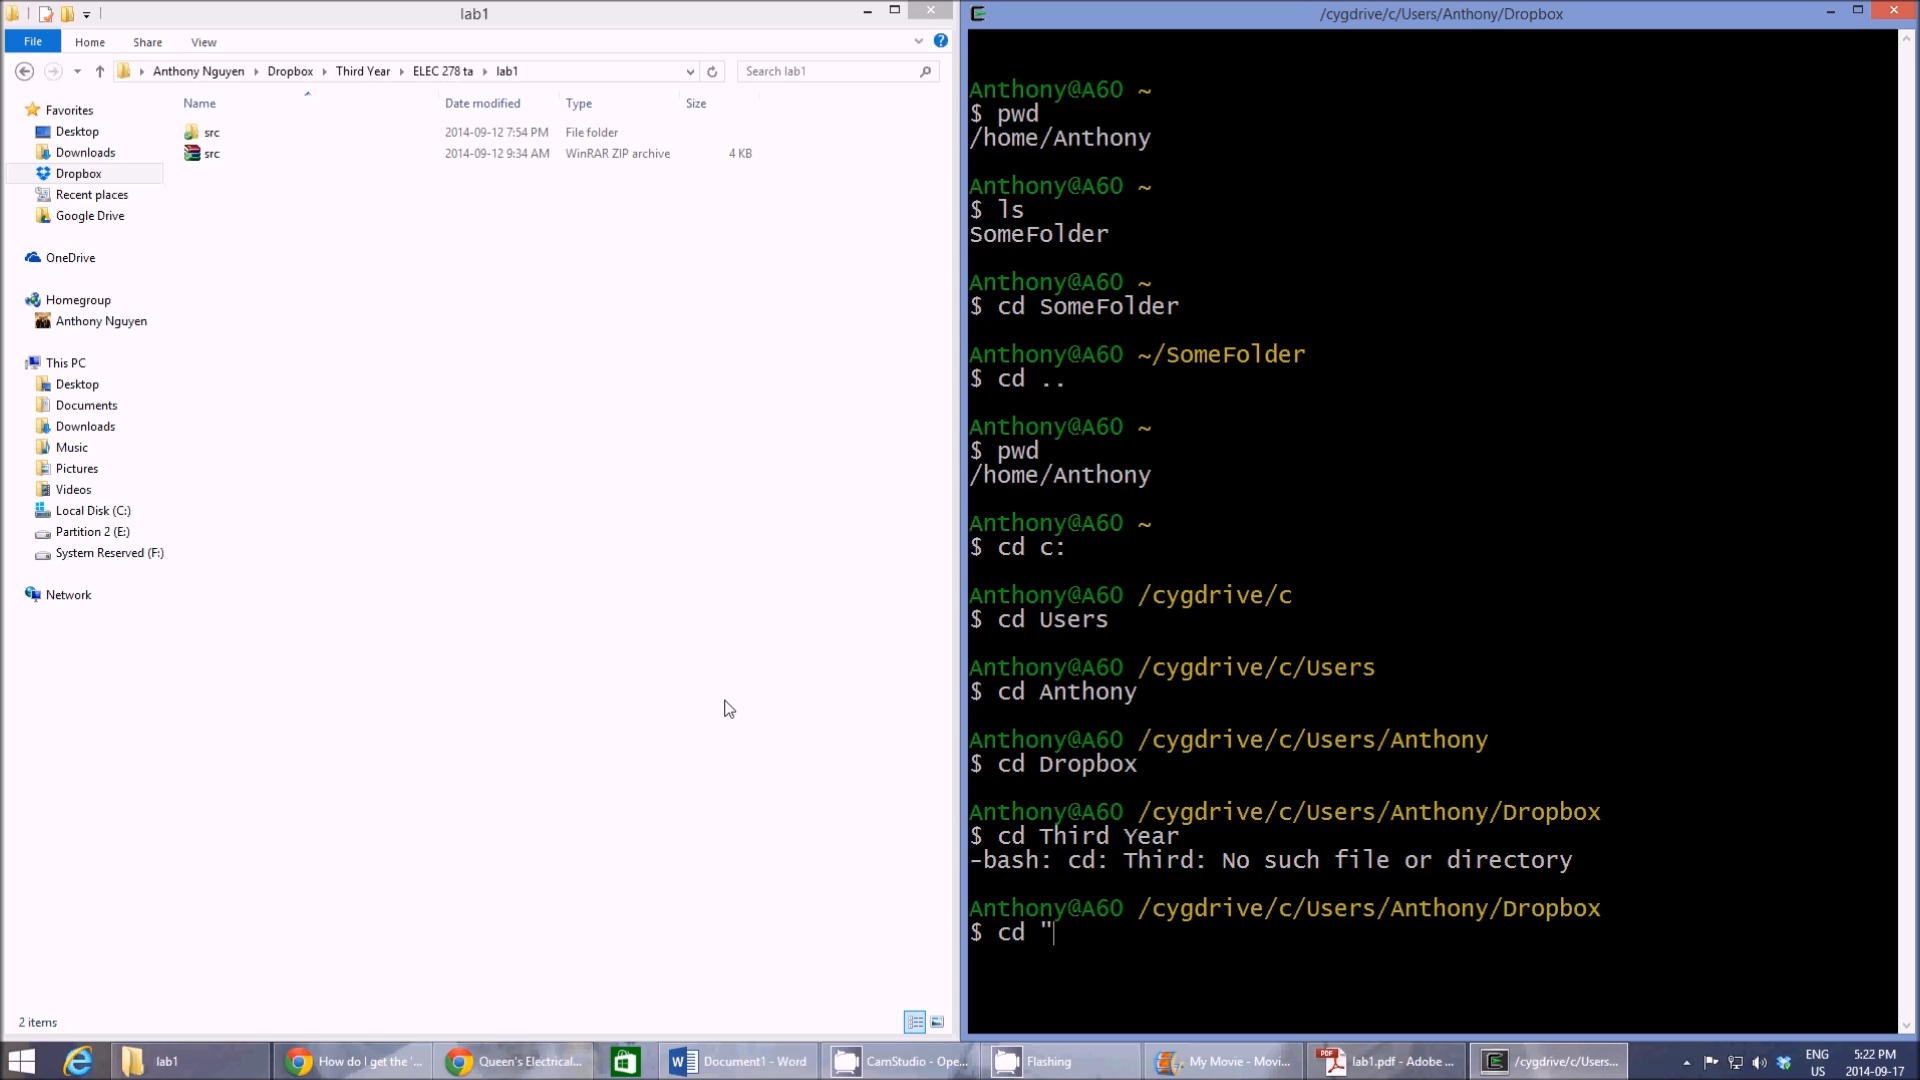 lab1
File Home Share View
Anthony Nguyen Dropbox Third Year ELEC 278 ta lab1
Search lab1
Favorites
Desktop
Downloads
Dropbox
Recent places
Google Drive
OneDrive
Homegroup
Anthony Nguyen
This PC
Desktop
Documents
Downloads
Music
Pictures
Videos
Local Disk (C:)
Partition 2 (E:)
System Reserved (F:)
Network
Name Date modified Type Size
src 2014-09-12 7:54 PM File folder
src 2014-09-12 9:34 AM WinRAR ZIP archive 4 KB
2 items
/cygdrive/c/Users/Anthony/Dropbox
Anthony@A60 ~
$ pwd
/home/Anthony
Anthony@A60 ~
$ ls
SomeFolder
Anthony@A60 ~
$ cd SomeFolder
Anthony@A60 ~/SomeFolder
$ cd ..
Anthony@A60 ~
$ pwd
/home/Anthony
Anthony@A60 ~
$ cd c:
Anthony@A60 /cygdrive/c
$ cd Users
Anthony@A60 /cygdrive/c/Users
$ cd Anthony
Anthony@A60 /cygdrive/c/Users/Anthony
$ cd Dropbox
Anthony@A60 /cygdrive/c/Users/Anthony/Dropbox
$ cd Third Year
-bash: cd: Third: No such file or directory
Anthony@A60 /cygdrive/c/Users/Anthony/Dropbox
$ cd "
lab1
How do I get the '...
Queen's Electrical...
Document1 - Word
CamStudio - Ope...
Flashing
My Movie - Movi...
lab1.pdf - Adobe ...
/cygdrive/c/Users...
ENG
US
5:22 PM
2014-09-17